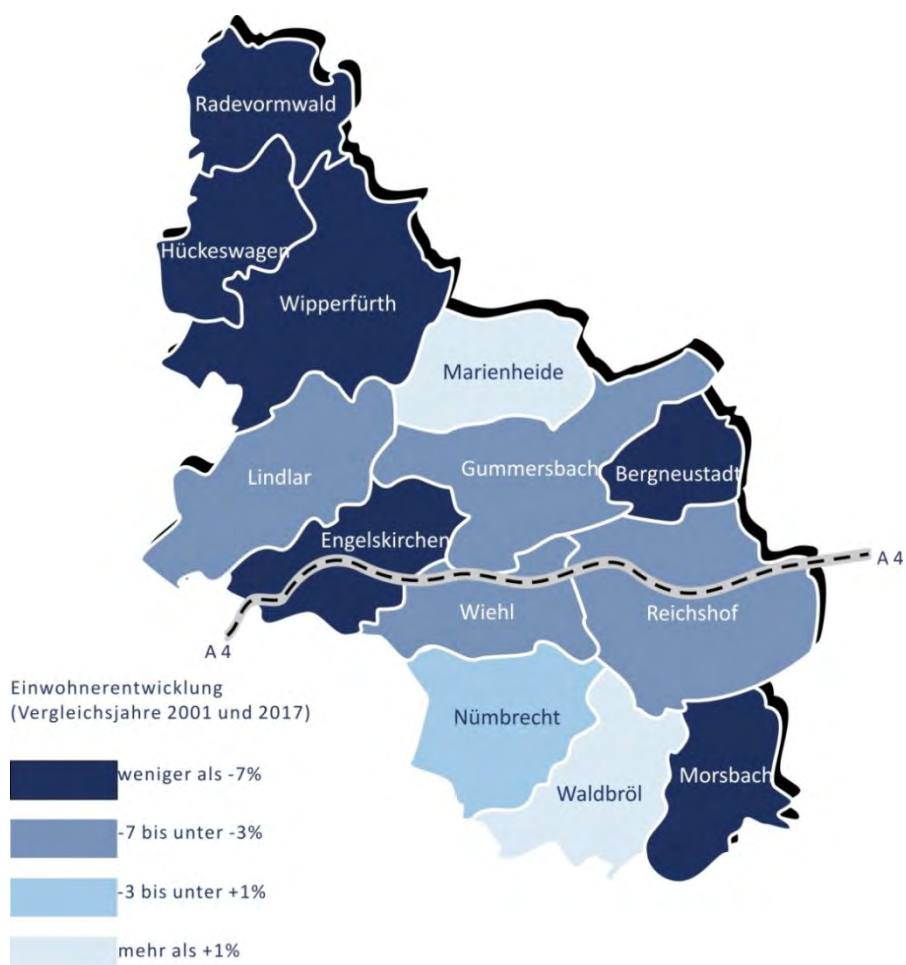 Radevormwald
Hückeswagen
Wipperfürth
Marienheide
Gummersbach
Bergneustadt
Lindlar
Engelskirchen
A 4
Wiehl
Reichshof
A 4
Einwohnerentwicklung
(Vergleichsjahre 2001 und 2017)
Nümbrecht
weniger als -7%
Morsbach
Waldbröl
-7 bis unter -3%
-3 bis unter +1%
mehr als +1%